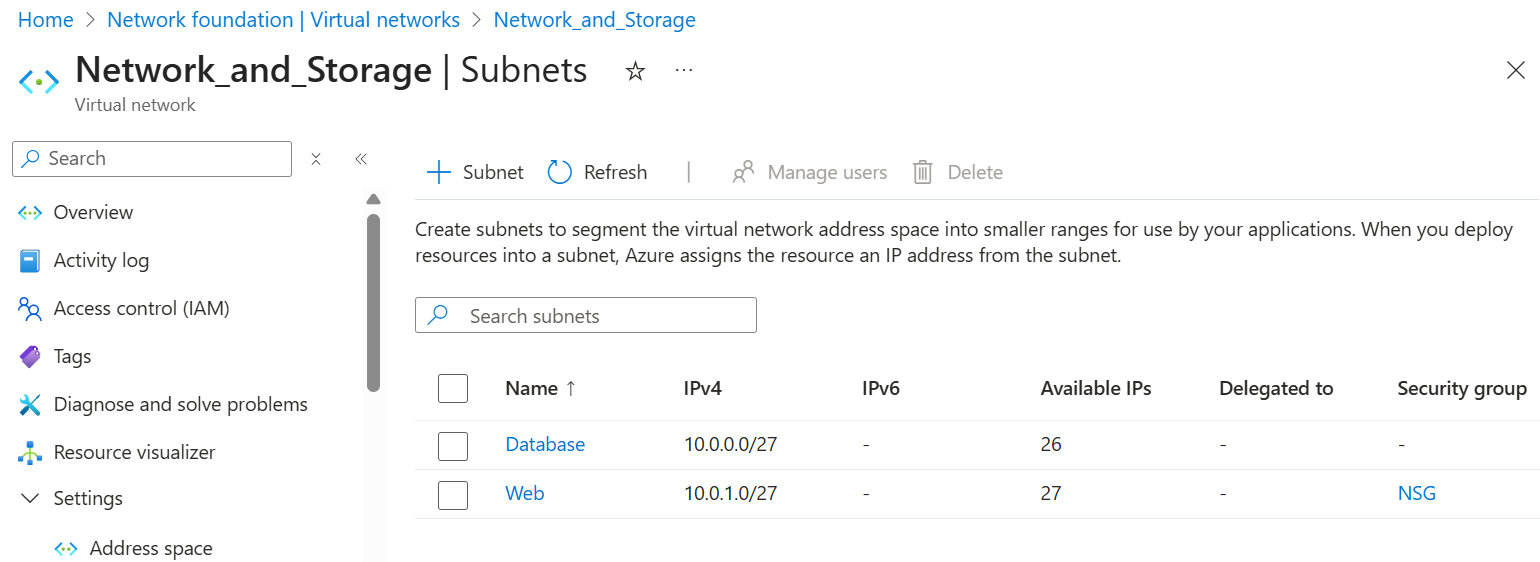 Home > Network foundation | Virtual networks > Network_and_Storage
Network_and_Storage | Subnets
Virtual network
Search
Subnet Refresh | Manage users Delete
Overview
Activity log
Access control (IAM)
Tags
Diagnose and solve problems
Resource visualizer
Settings
Address space
Create subnets to segment the virtual network address space into smaller ranges for use by your applications. When you deploy
resources into a subnet, Azure assigns the resource an IP address from the subnet.
Search subnets
Name ↑ IPv4 IPv6 Available IPs Delegated to Security group
Database 10.0.0.0/27 - 26 - -
Web 10.0.1.0/27 - 27 - NSG